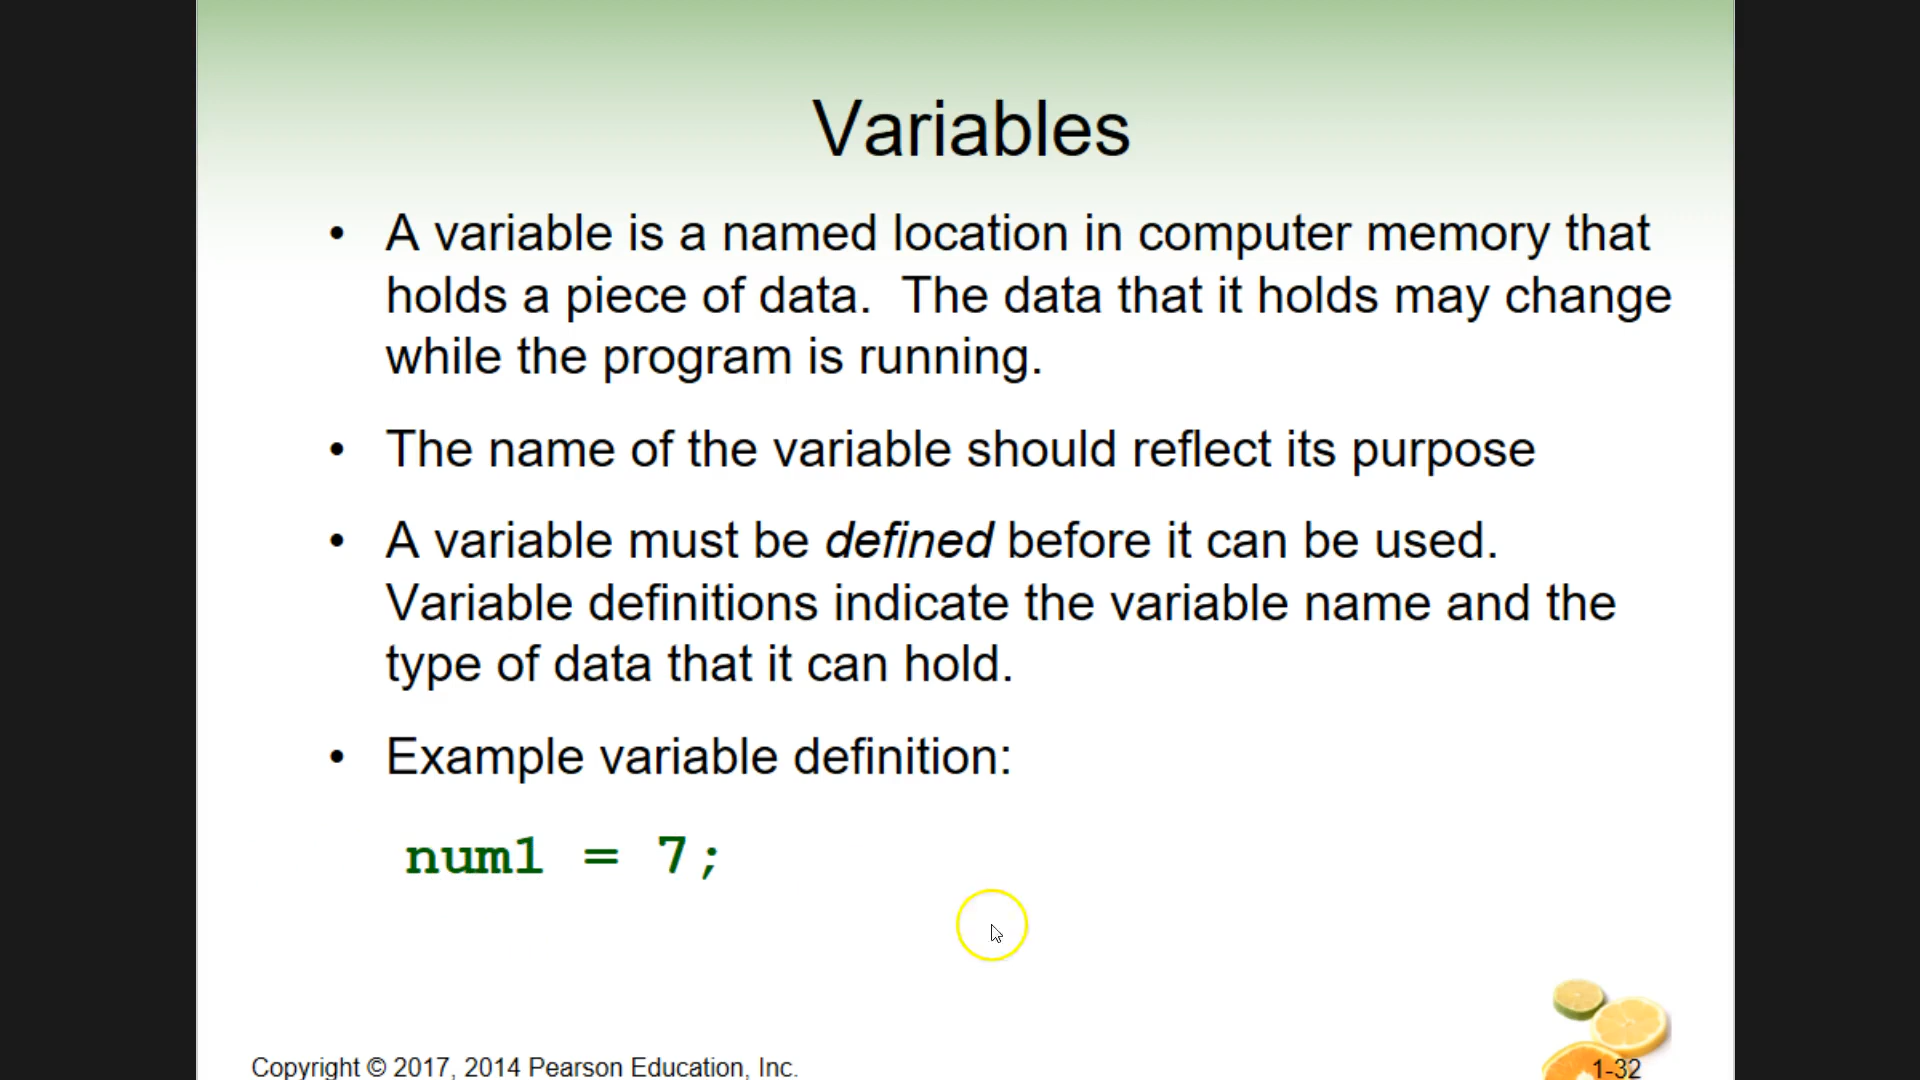 Variables
• A variable is a named location in computer memory that
holds a piece of data.  The data that it holds may change
while the program is running.
• The name of the variable should reflect its purpose
• A variable must be defined before it can be used.
Variable definitions indicate the variable name and the
type of data that it can hold.
• Example variable definition:
num1 = 7;
Copyright © 2017, 2014 Pearson Education, Inc.
1-32